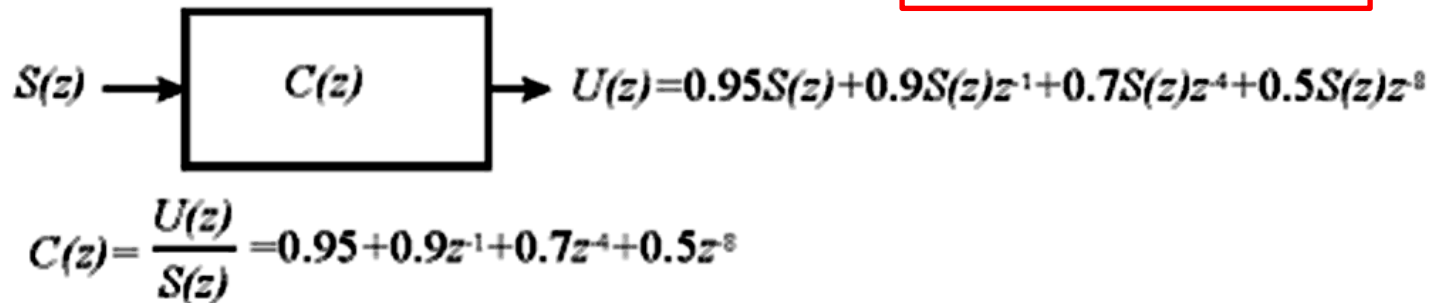 S(z) C(z) U(z)=0.95S(z)+0.9S(z)z⁻¹+0.7S(z)z⁻⁴+0.5S(z)z⁻⁸
C(z)= U(z)/S(z) =0.95+0.9z⁻¹+0.7z⁻⁴+0.5z⁻⁸